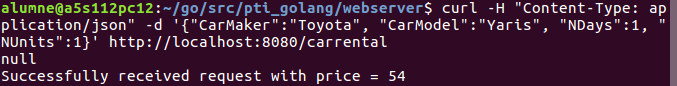 alumne@a5s112pc12:~/go/src/pti_golang/webserver$ curl -H "Content-Type: ap
plication/json" -d '{"CarMaker":"Toyota", "CarModel":"Yaris", "NDays":1, "
NUnits":1}' http://localhost:8080/carrental
null
Successfully received request with price = 54